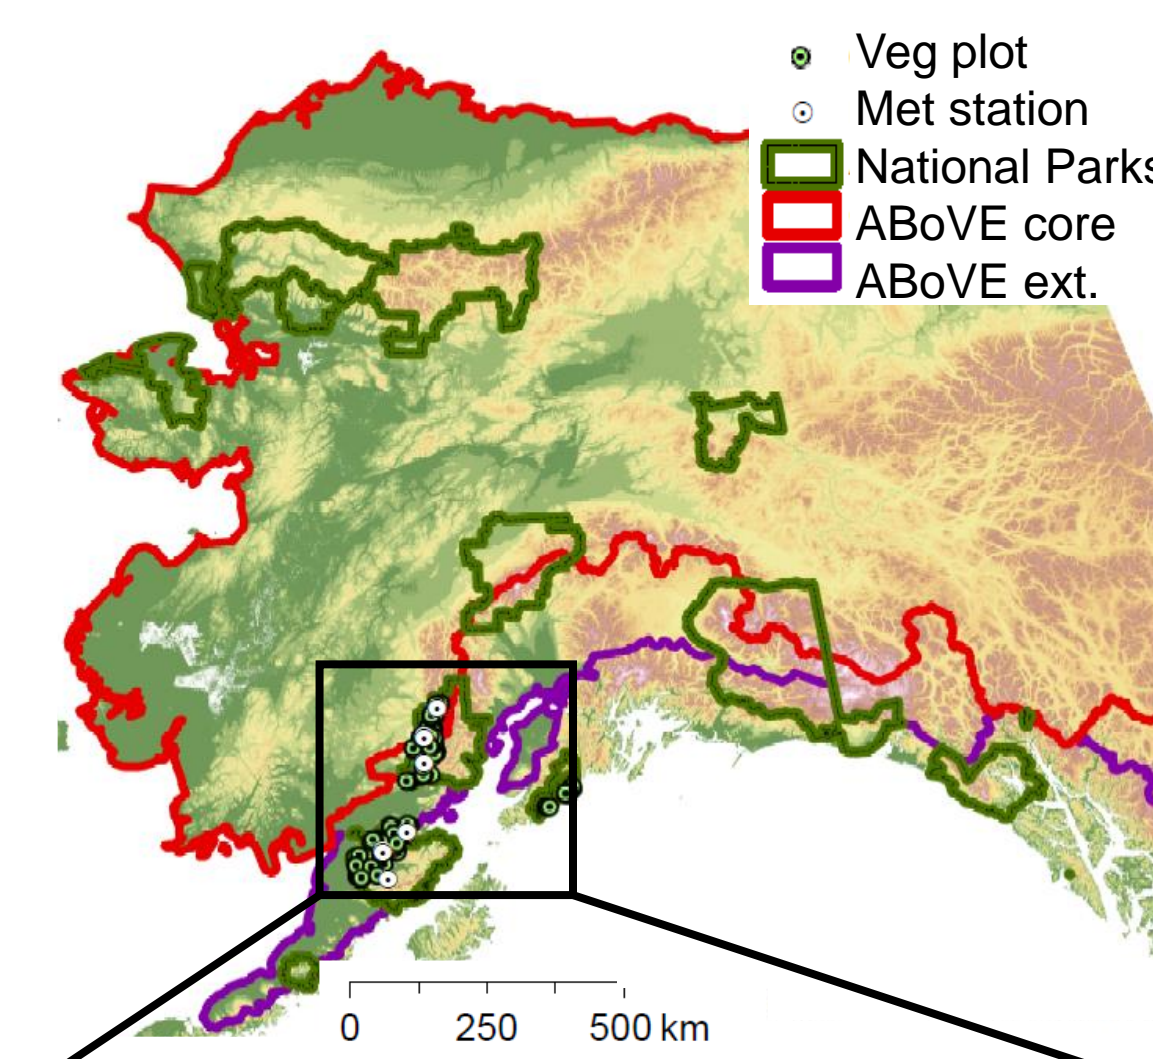 Veg plot
Met station
National Parks
ABoVE core
ABoVE ext.
0 250 500 km